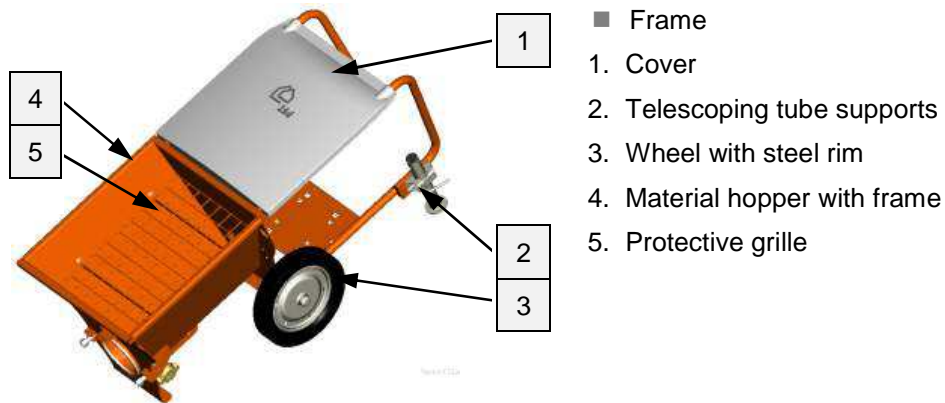 1
4
5
PFT
2
3
■ Frame
1. Cover
2. Telescoping tube supports
3. Wheel with steel rim
4. Material hopper with frame
5. Protective grille